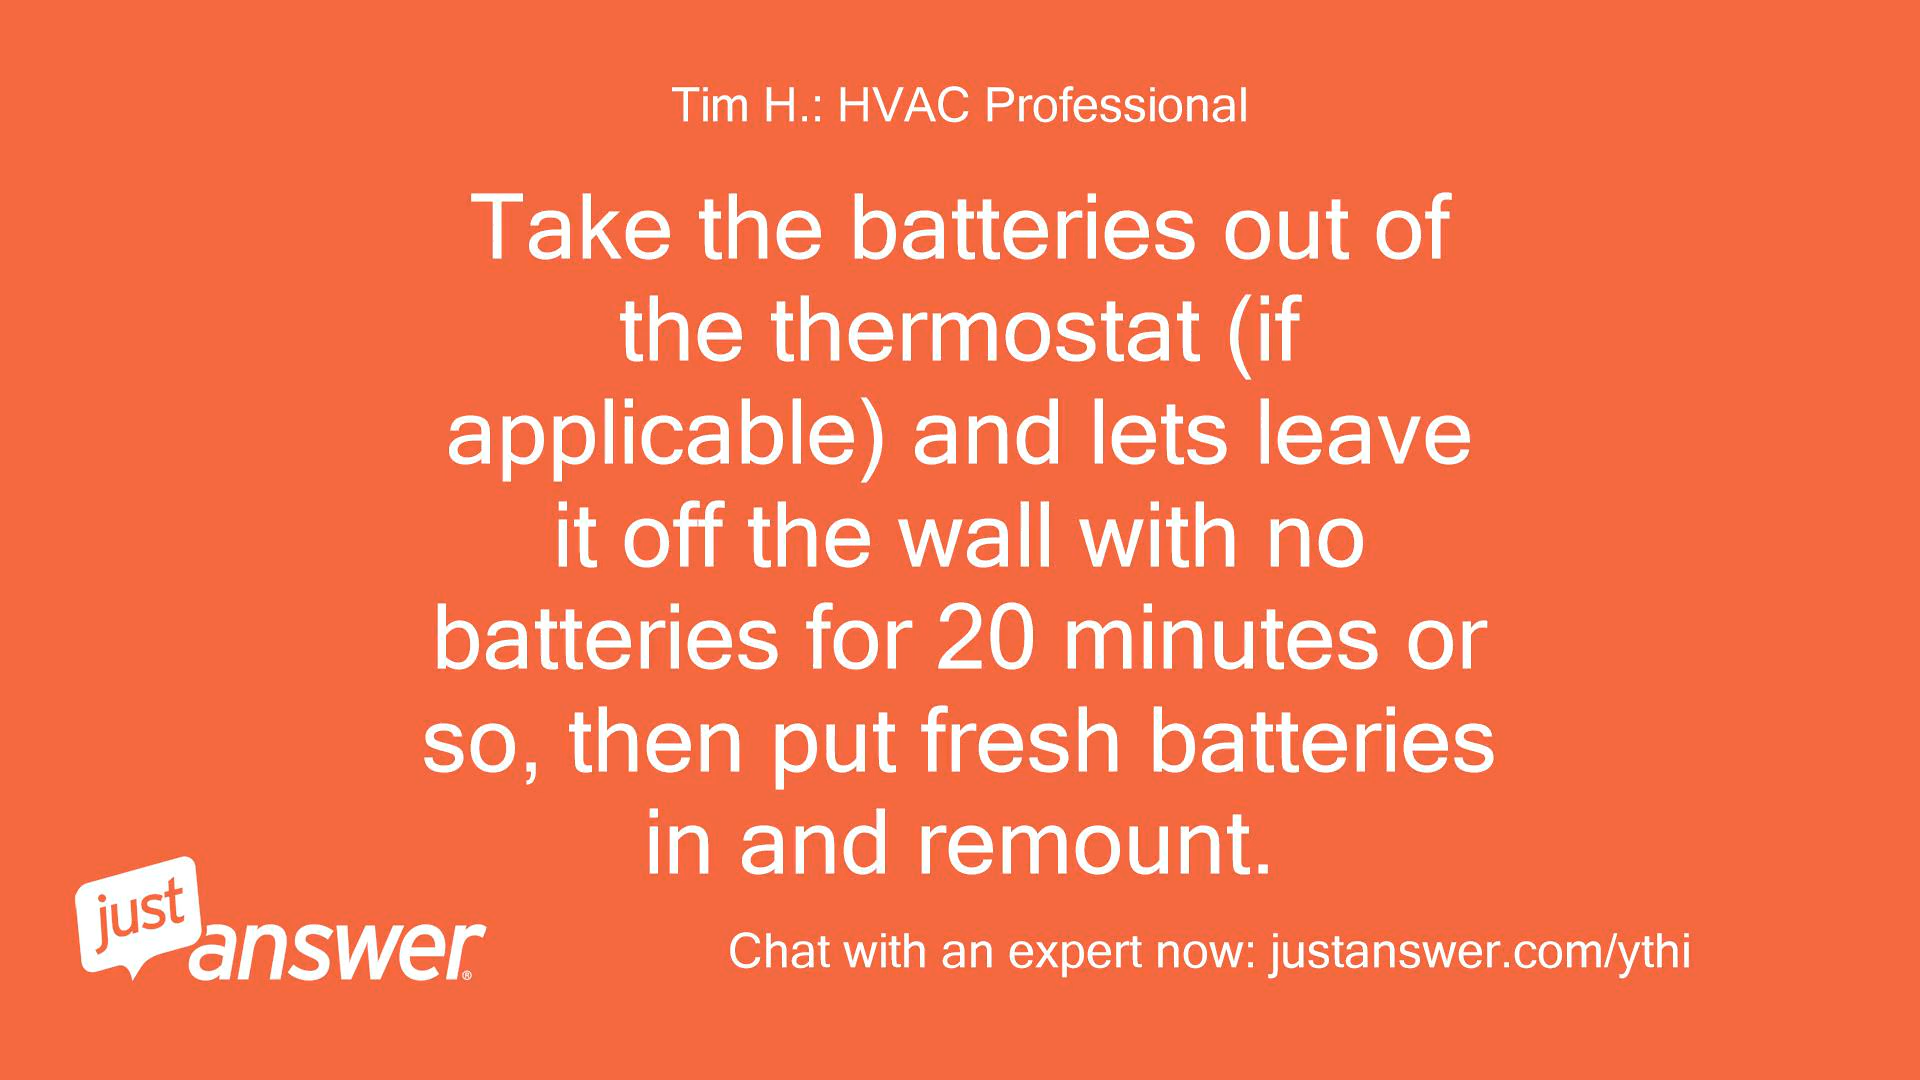 Tim H.: HVAC Professional
Take the batteries out of
the thermostat (if
applicable) and lets leave
it off the wall with no
batteries for 20 minutes or
so, then put fresh batteries
in and remount.
just
answer®
Chat with an expert now: justanswer.com/ythi